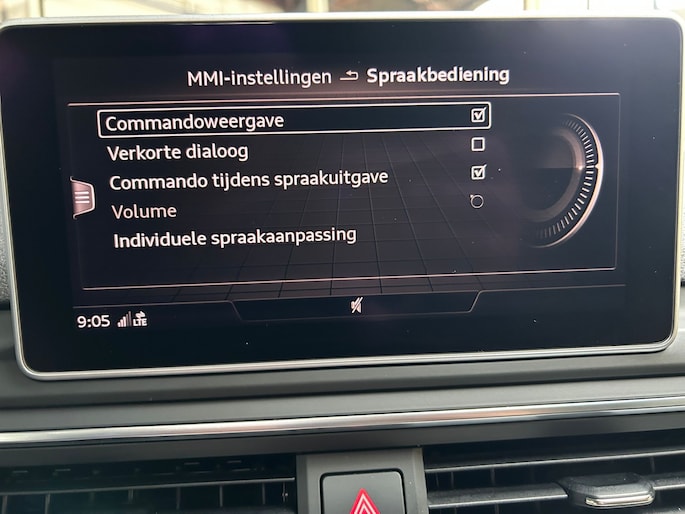 MMI-instellingen Spraakbediening
Commandoweergave
Verkorte dialoog
Commando tijdens spraakuitgave
Volume
Individuele spraakaanpassing
9:05 LTE